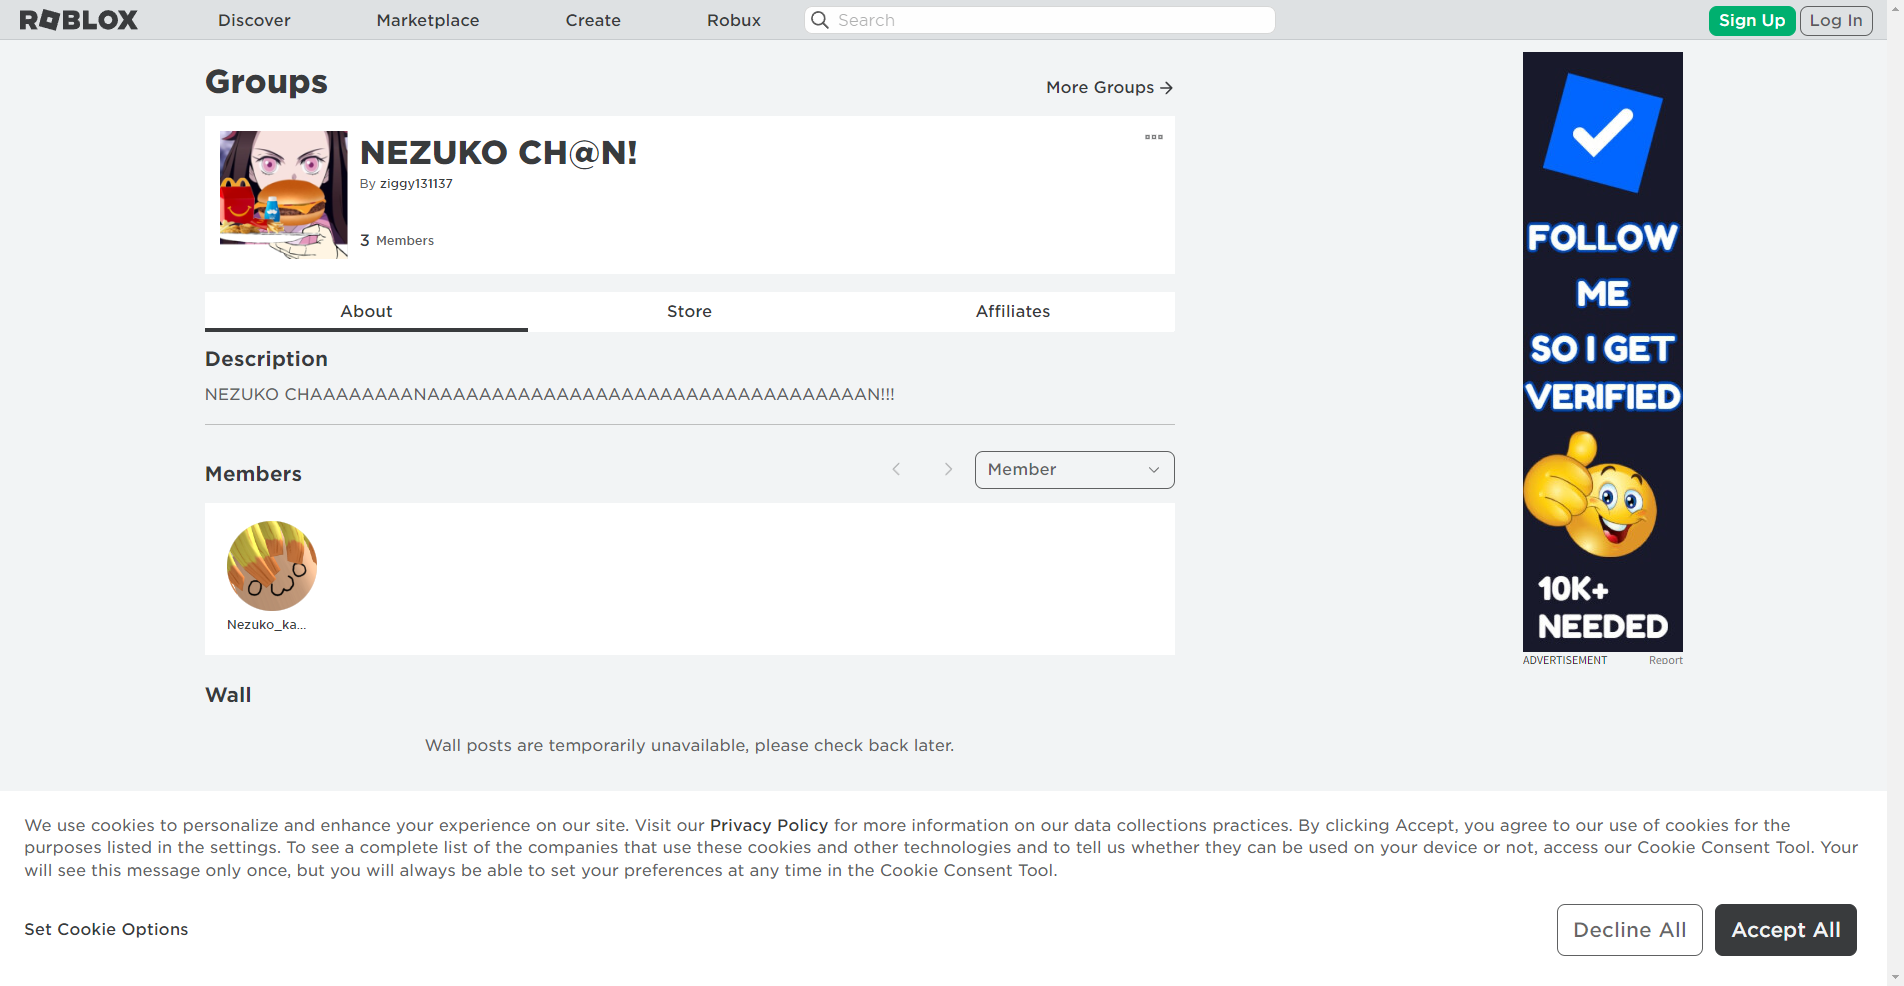 ROBLOX
Discover
Marketplace
Create
Robux
Search
Sign Up
Log In
Groups
More Groups
NEZUKO CH@N!
By ziggy131137
3 Members
About
Store
Affiliates
Description
NEZUKO CHAAAAAAAANAAAAAAAAAAAAAAAAAAAAAAAAAAAAAAAAAAN!!!
Members
Member
Nezuko_ka...
Wall
Wall posts are temporarily unavailable, please check back later.
FOLLOW
ME
SO I GET
VERIFIED
10K+
NEEDED
ADVERTISEMENT
Report
We use cookies to personalize and enhance your experience on our site. Visit our Privacy Policy for more information on our data collections practices. By clicking Accept, you agree to our use of cookies for the
purposes listed in the settings. To see a complete list of the companies that use these cookies and other technologies and to tell us whether they can be used on your device or not, access our Cookie Consent Tool. Your
will see this message only once, but you will always be able to set your preferences at any time in the Cookie Consent Tool.
Set Cookie Options
Decline All
Accept All